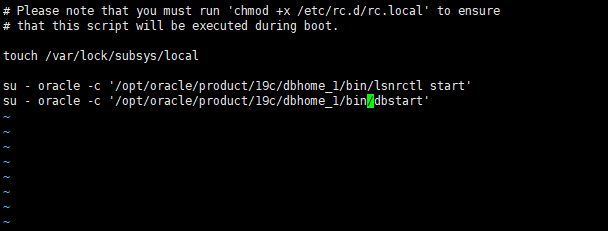 # Please note that you must run 'chmod +x /etc/rc.d/rc.local' to ensure
# that this script will be executed during boot.
touch /var/lock/subsys/local
su - oracle -c '/opt/oracle/product/19c/dbhome_1/bin/lsnrctl start'
su - oracle -c '/opt/oracle/product/19c/dbhome_1/bin/dbstart'
~
~
~
~
~
~
~
~